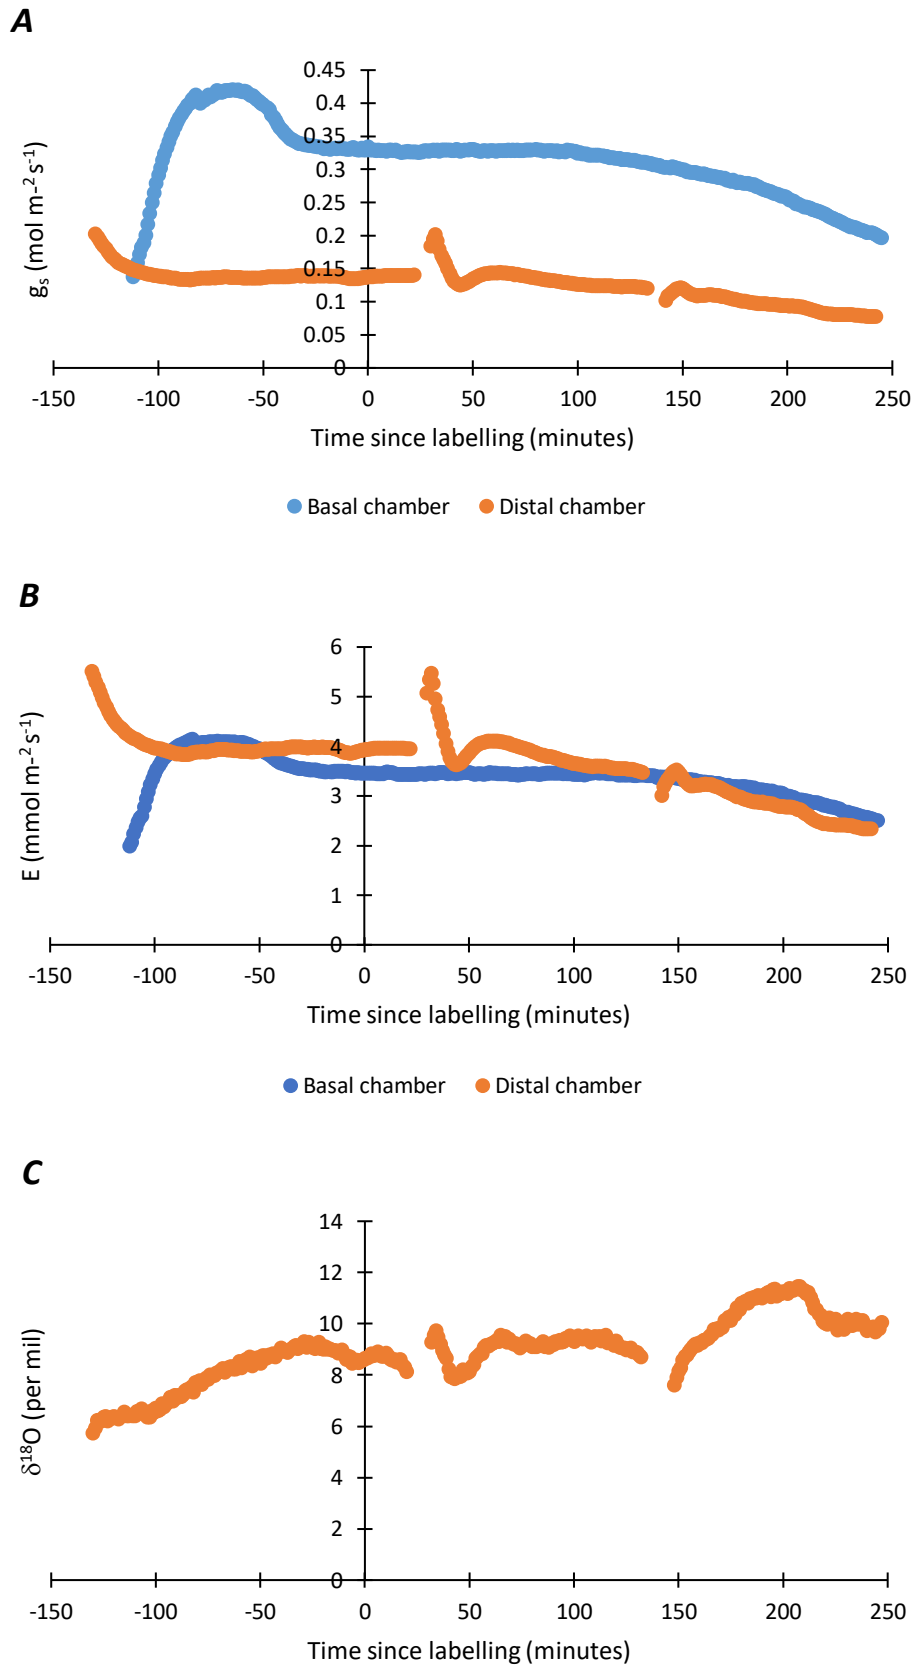 A
0.45
0.4
0.35
0.3
0.25
0.2
0.15
0.1
0.05
0
gs (mol m-2 s-1)
-150 -100 -50 0 50 100 150 200 250
Time since labelling (minutes)
Basal chamber Distal chamber
B
6
5
4
3
2
1
0
E (mmol m-2 s-1)
-150 -100 -50 0 50 100 150 200 250
Time since labelling (minutes)
Basal chamber Distal chamber
C
14
12
10
8
6
4
2
0
δ18O (per mil)
-150 -100 -50 0 50 100 150 200 250
Time since labelling (minutes)